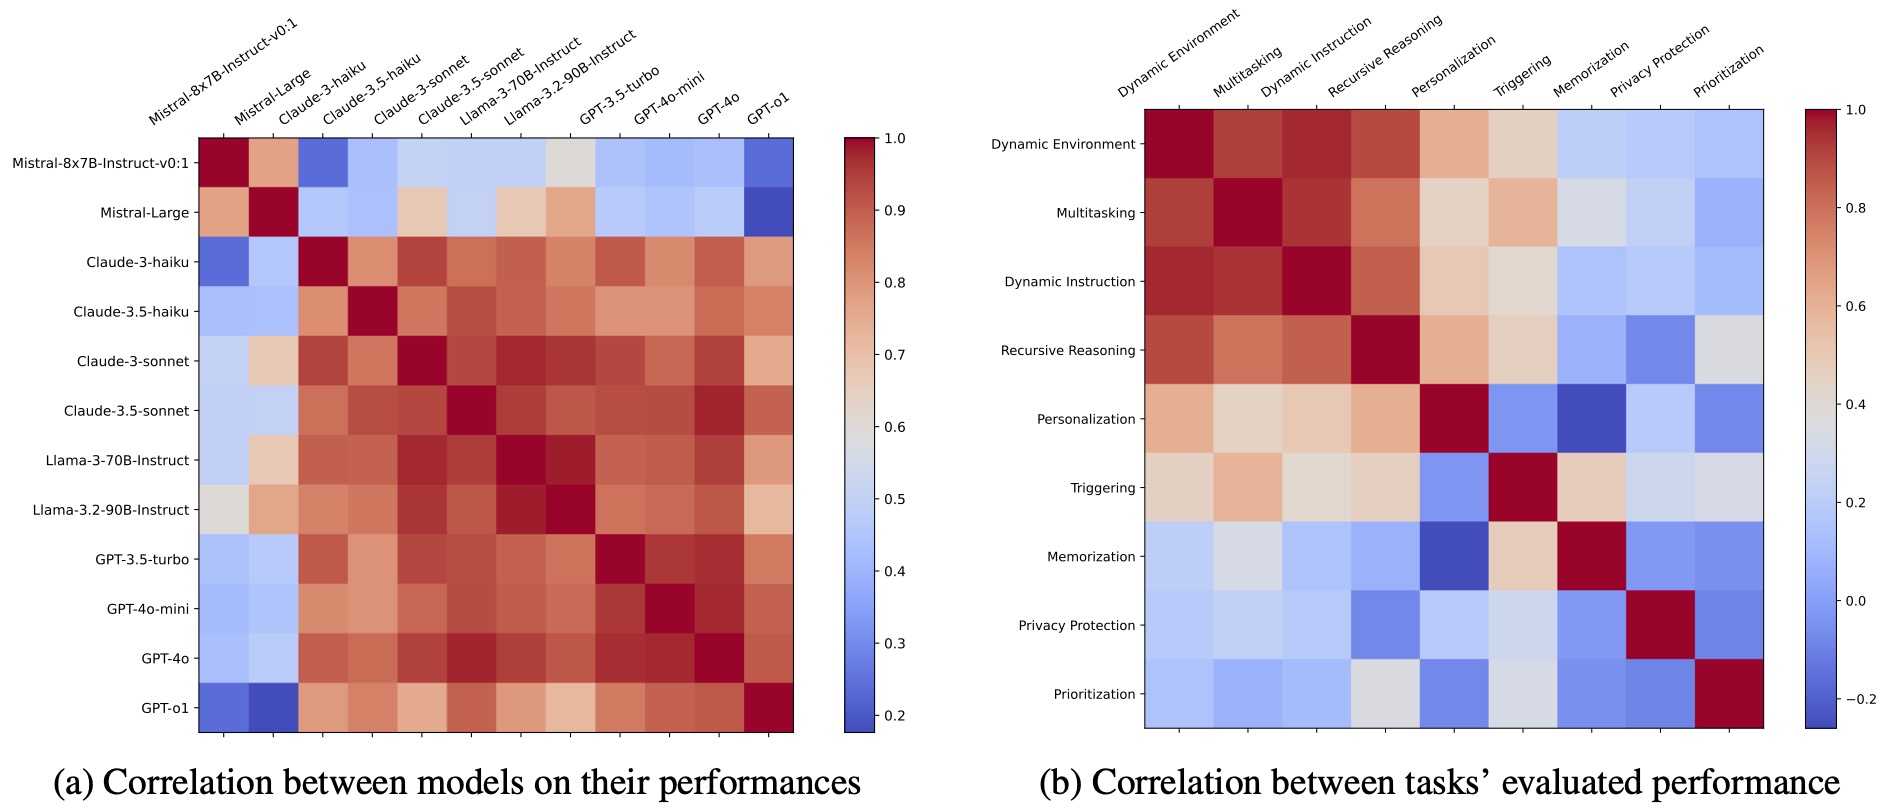 Mistral-8x7B-Instruct-v0:1
Mistral-Large
Claude-3-haiku
Claude-3.5-haiku
Claude-3-sonnet
Claude-3.5-sonnet
Llama-3-70B-Instruct
Llama-3.2-90B-Instruct
GPT-3.5-turbo
GPT-4o-mini
GPT-4o
GPT-o1
Mistral-8x7B-Instruct-v0:1
Mistral-Large
Claude-3-haiku
Claude-3.5-haiku
Claude-3-sonnet
Claude-3.5-sonnet
Llama-3-70B-Instruct
Llama-3.2-90B-Instruct
GPT-3.5-turbo
GPT-4o-mini
GPT-4o
GPT-o1
1.0
0.9
0.8
0.7
0.6
0.5
0.4
0.3
0.2
(a) Correlation between models on their performances
Dynamic Environment
Multitasking
Dynamic Instruction
Recursive Reasoning
Personalization
Triggering
Memorization
Privacy Protection
Prioritization
Dynamic Environment
Multitasking
Dynamic Instruction
Recursive Reasoning
Personalization
Triggering
Memorization
Privacy Protection
Prioritization
1.0
0.8
0.6
0.4
0.2
0.0
−0.2
(b) Correlation between tasks’ evaluated performance